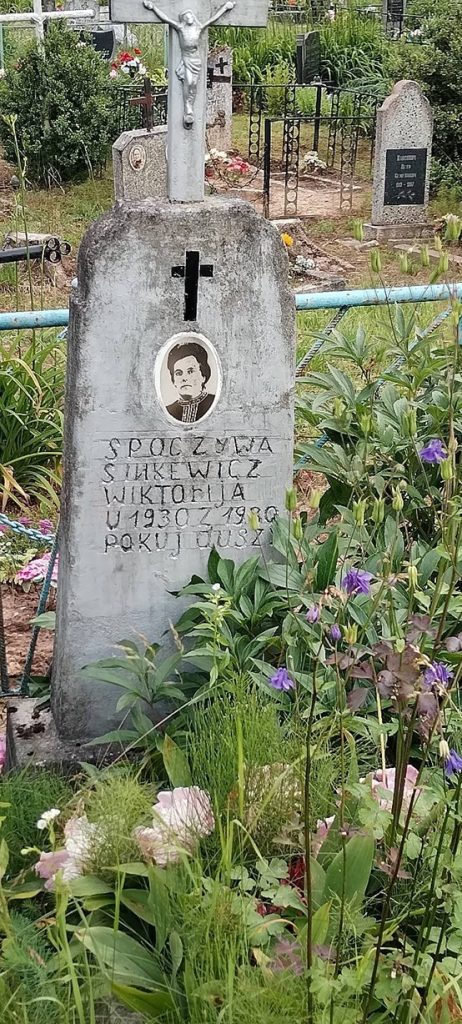 SPOCZYWA
SINKEWICZ
WIKTORIJA
U 1930 Z 1980
POKUJ DUSZ